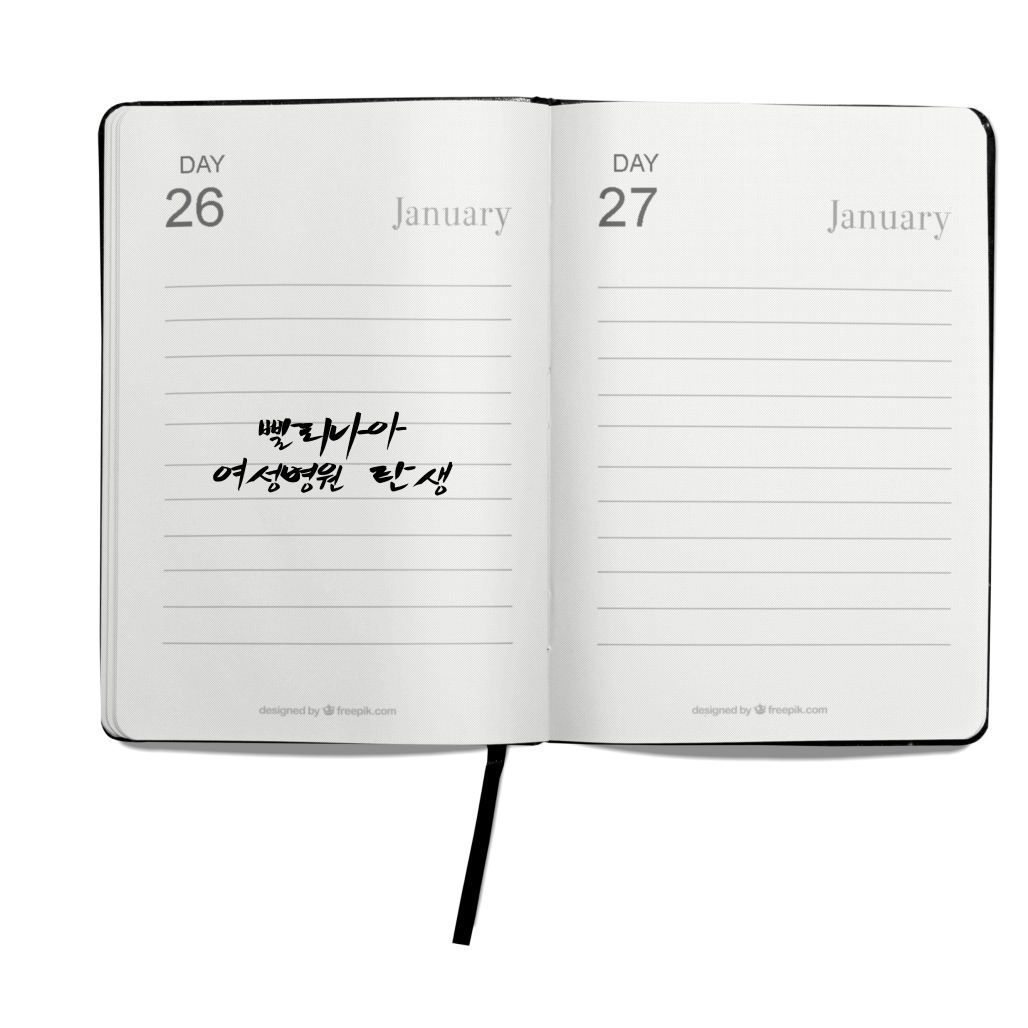 DAY
26 January
빨리나아
여성병원 탄생
designed by freepik.com
DAY
27 January
designed by freepik.com